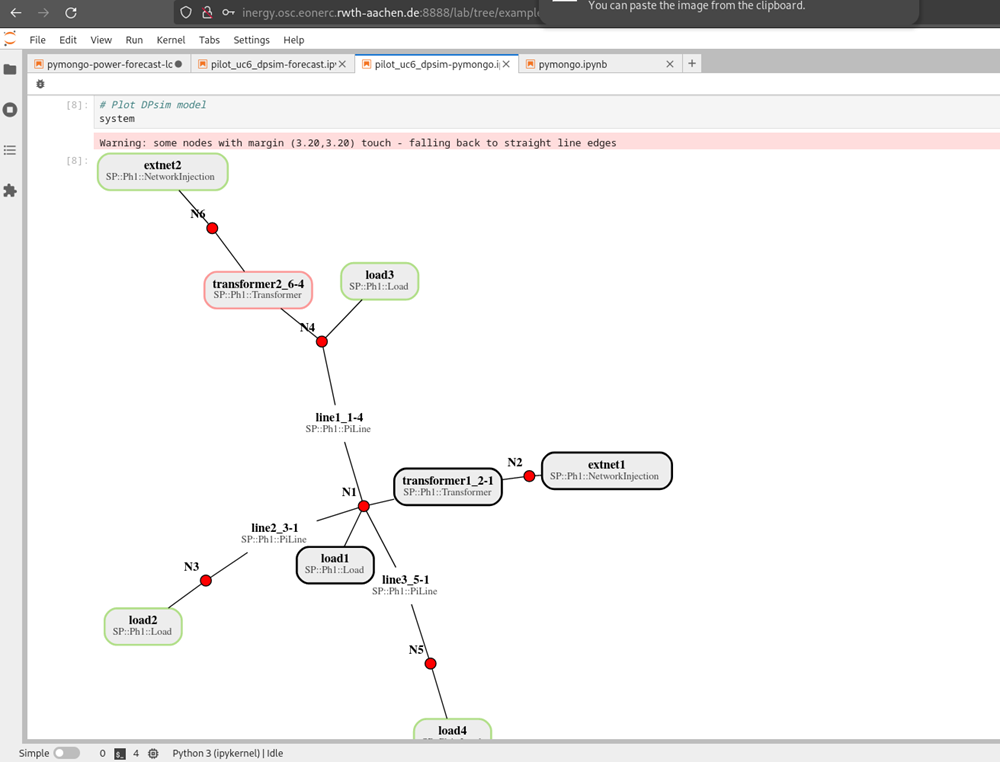 You can paste the image from the clipboard.
inergy.osc.eonerc.rwth-aachen.de:8888/lab/tree/example
File Edit View Run Kernel Tabs Settings Help
pymongo-power-forecast-lc
pilot_uc6_dpsim-forecast.ip
pilot_uc6_dpsim-pymongo.i
pymongo.ipynb
[8]: # Plot DPsim model
system
Warning: some nodes with margin (3.20,3.20) touch - falling back to straight line edges
[8]:
extnet2
SP::Ph1::NetworkInjection
N6
transformer2_6-4
SP::Ph1::Transformer
load3
SP::Ph1::Load
N4
line1_1-4
SP::Ph1::PiLine
N2
extnet1
SP::Ph1::NetworkInjection
transformer1_2-1
SP::Ph1::Transformer
N1
line2_3-1
SP::Ph1::PiLine
load1
SP::Ph1::Load
N3
line3_5-1
SP::Ph1::PiLine
load2
SP::Ph1::Load
N5
load4
Simple 0 4 Python 3 (ipykernel) | Idle